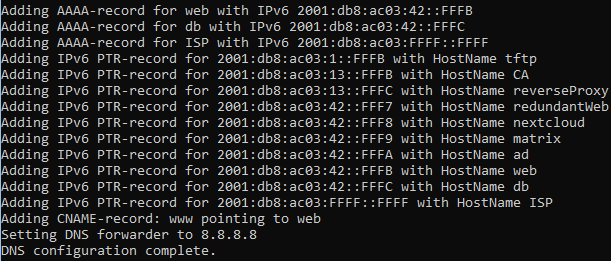 Adding AAAA-record for web with IPv6 2001:db8:ac03:42::FFFB
Adding AAAA-record for db with IPv6 2001:db8:ac03:42::FFFC
Adding AAAA-record for ISP with IPv6 2001:db8:ac03:FFFF::FFFF
Adding IPv6 PTR-record for 2001:db8:ac03:1::FFFB with HostName tftp
Adding IPv6 PTR-record for 2001:db8:ac03:13::FFFB with HostName CA
Adding IPv6 PTR-record for 2001:db8:ac03:13::FFFC with HostName reverseProxy
Adding IPv6 PTR-record for 2001:db8:ac03:42::FFF7 with HostName redundantWeb
Adding IPv6 PTR-record for 2001:db8:ac03:42::FFF8 with HostName nextcloud
Adding IPv6 PTR-record for 2001:db8:ac03:42::FFF9 with HostName matrix
Adding IPv6 PTR-record for 2001:db8:ac03:42::FFFA with HostName ad
Adding IPv6 PTR-record for 2001:db8:ac03:42::FFFB with HostName web
Adding IPv6 PTR-record for 2001:db8:ac03:42::FFFC with HostName db
Adding IPv6 PTR-record for 2001:db8:ac03:FFFF::FFFF with HostName ISP
Adding CNAME-record: www pointing to web
Setting DNS forwarder to 8.8.8.8
DNS configuration complete.